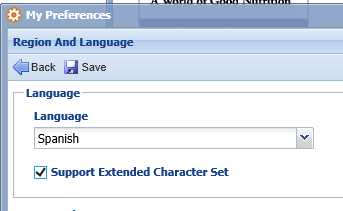 A World of Good Nutrition
My Preferences
Region And Language
Back Save
Language
Language
Spanish
Support Extended Character Set